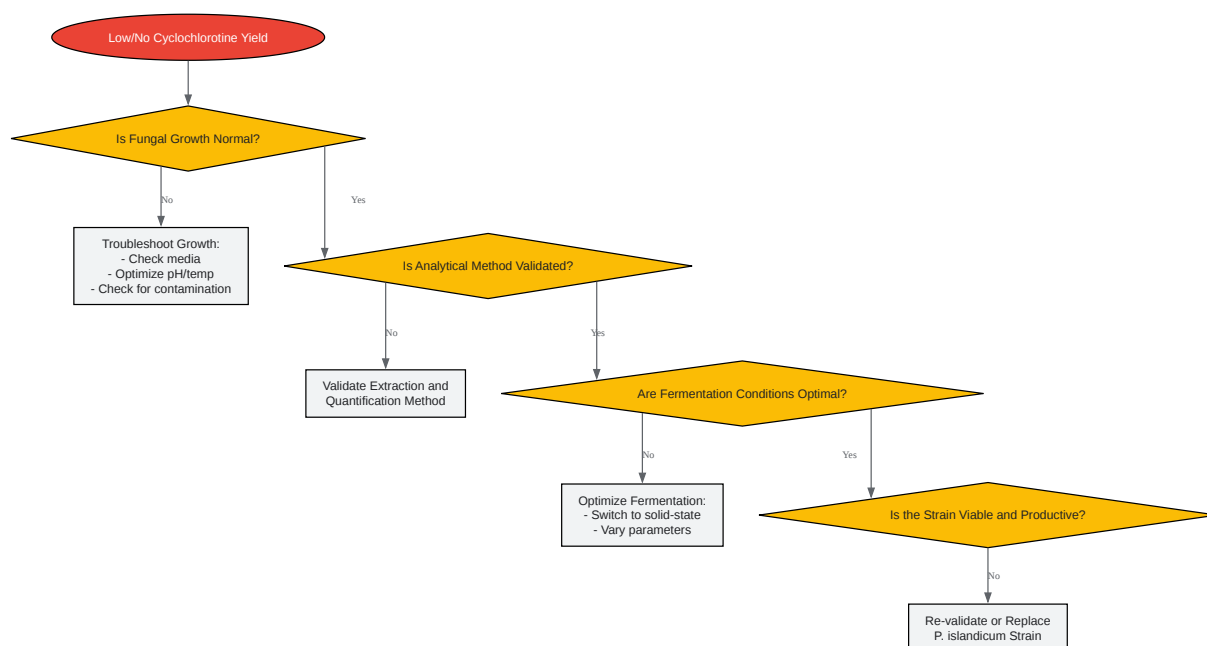 Low/No Cyclochlorotine Yield
Is Fungal Growth Normal?
No
Yes
Troubleshoot Growth:
- Check media
- Optimize pH/temp
- Check for contamination
Is Analytical Method Validated?
No
Yes
Validate Extraction and
Quantification Method
Are Fermentation Conditions Optimal?
No
Yes
Optimize Fermentation:
- Switch to solid-state
- Vary parameters
Is the Strain Viable and Productive?
No
Re-validate or Replace
P. islandicum Strain